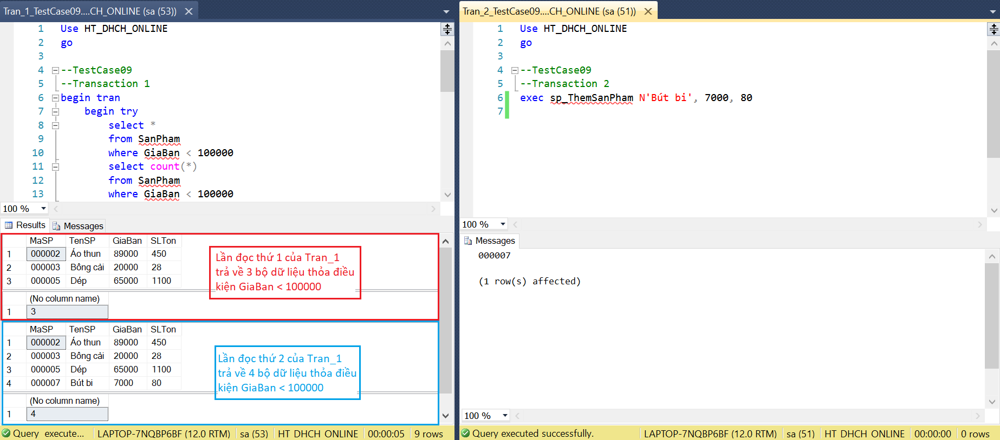 Tran_1_TestCase09....CH_ONLINE (sa (53))
1 Use HT_DHCH_ONLINE
2 go
3
4 --TestCase09
5 --Transaction 1
6 begin tran
7 begin try
8 select *
9 from SanPham
10 where GiaBan < 100000
11 select count(*)
12 from SanPham
13 where GiaBan < 100000
100 %
Results Messages
MaSP TenSP GiaBan SLTon
1 000002 Áo thun 89000 450
2 000003 Bông cải 20000 28
3 000005 Dép 65000 1100
(No column name)
1 3
Lần đọc thứ 1 của Tran_1
trả về 3 bộ dữ liệu thỏa điều
kiện GiaBan < 100000
MaSP TenSP GiaBan SLTon
1 000002 Áo thun 89000 450
2 000003 Bông cải 20000 28
3 000005 Dép 65000 1100
4 000007 Bút bi 7000 80
(No column name)
1 4
Lần đọc thứ 2 của Tran_1
trả về 4 bộ dữ liệu thỏa điều
kiện GiaBan < 100000
Query execute... LAPTOP-7NQBP6BF (12.0 RTM) sa (53) HT_DHCH_ONLINE 00:00:05 9 rows
Tran_2_TestCase09....CH_ONLINE (sa (51))
1 Use HT_DHCH_ONLINE
2 go
3
4 --TestCase09
5 --Transaction 2
6 exec sp_ThemSanPham N'Bút bi', 7000, 80
7
100 %
Messages
000007
(1 row(s) affected)
100 %
Query executed successfully. LAPTOP-7NQBP6BF (12.0 RTM) sa (51) HT_DHCH_ONLINE 00:00:00 0 rows